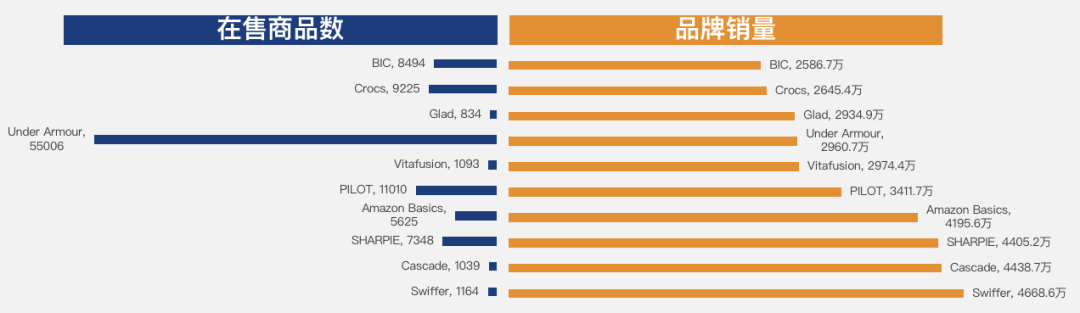 在售商品数
品牌销量
BIC, 8494
BIC, 2586.7万
Crocs, 9225
Crocs, 2645.4万
Glad, 834
Glad, 2934.9万
Under Armour,
55006
Under Armour,
2960.7万
Vitafusion, 1093
Vitafusion, 2974.4万
PILOT, 11010
PILOT, 3411.7万
Amazon Basics,
5625
Amazon Basics,
4195.6万
SHARPIE, 7348
SHARPIE, 4405.2万
Cascade, 1039
Cascade, 4438.7万
Swiffer, 1164
Swiffer, 4668.6万